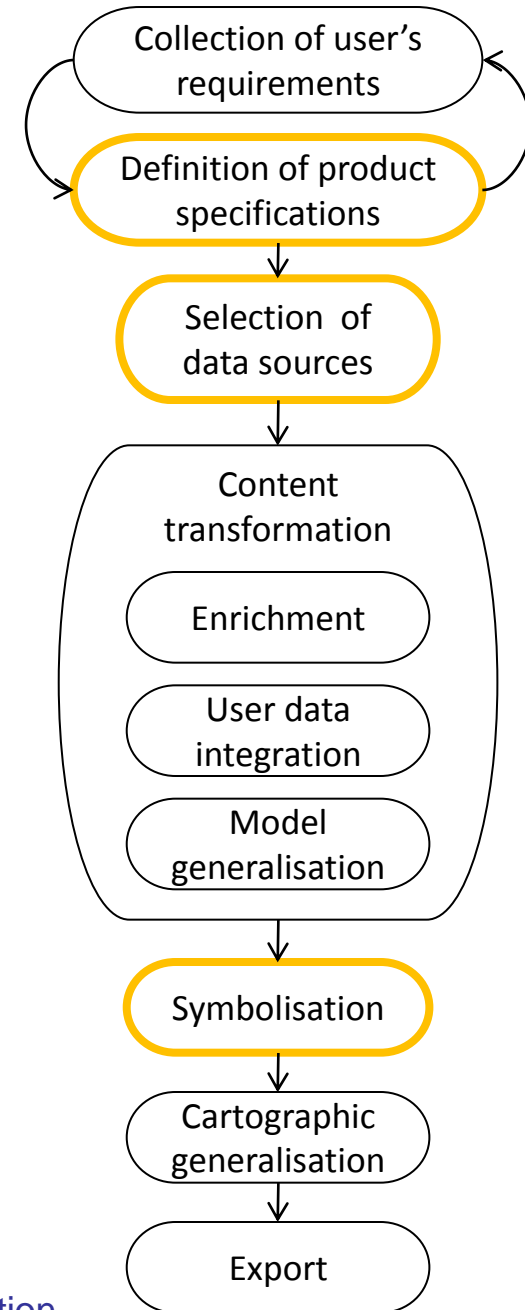 Collection of user’s
requirements
Definition of product
specifications
Selection of
data sources
Content
transformation
Enrichment
User data
integration
Model
generalisation
Symbolisation
Cartographic
generalisation
Export